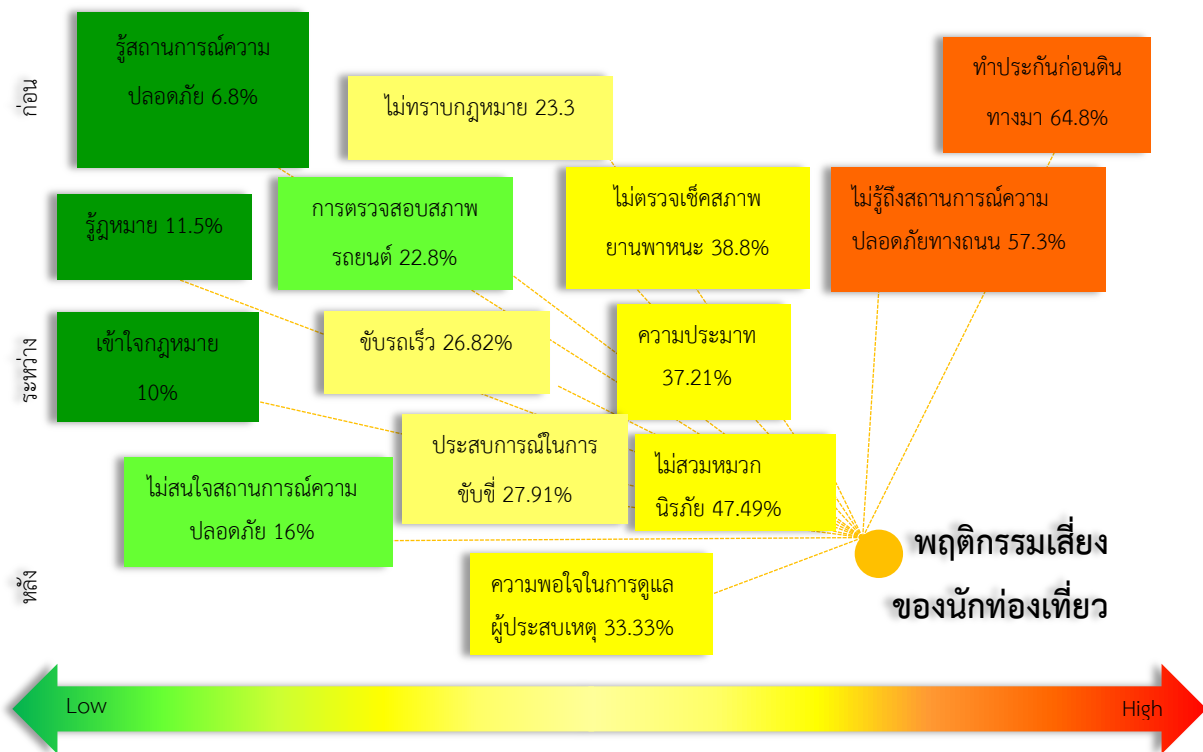 ก่อน
รู้สถานการณ์ความ
ปลอดภัย 6.8%
ไม่ทราบกฎหมาย 23.3
ทำประกันก่อนดิน
ทางมา 64.8%
รู้ฎหมาย 11.5%
การตรวจสอบสภาพ
รถยนต์ 22.8%
ไม่ตรวจเช็คสภาพ
ยานพาหนะ 38.8%
ไม่รู้ถึงสถานการณ์ความ
ปลอดภัยทางถนน 57.3%
ระหว่าง
เข้าใจกฎหมาย
10%
ขับรถเร็ว 26.82%
ความประมาท
37.21%
ประสบการณ์ในการ
ขับขี่ 27.91%
ไม่สวมหมวก
นิรภัย 47.49%
ไม่สนใจสถานการณ์ความ
ปลอดภัย 16%
หลัง
ความพอใจในการดูแล
ผู้ประสบเหตุ 33.33%
พฤติกรรมเสี่ยง
ของนักท่องเที่ยว
Low
High